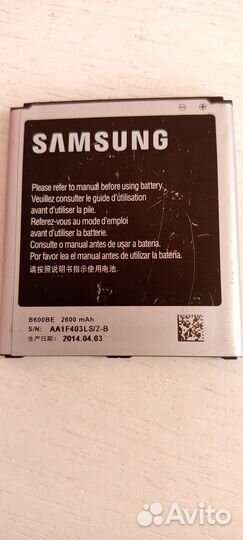 SAMSUNG
Please refer to manual before using battery.
Veuillez consulter le guide d'utilisation
avant d'utiliser la pile.
Referez-vous au mode d'emploi
avant d'utiliser la batterie.
Consulte o manual antes de usar a bateria.
Por favor lea el manual antes de utilizar la batería.
请按照说明书指示使用电池.
B600BE 2600 mAh
S/N: AA1F403LS/2-B
生产日期: 2014.04.03
Avito